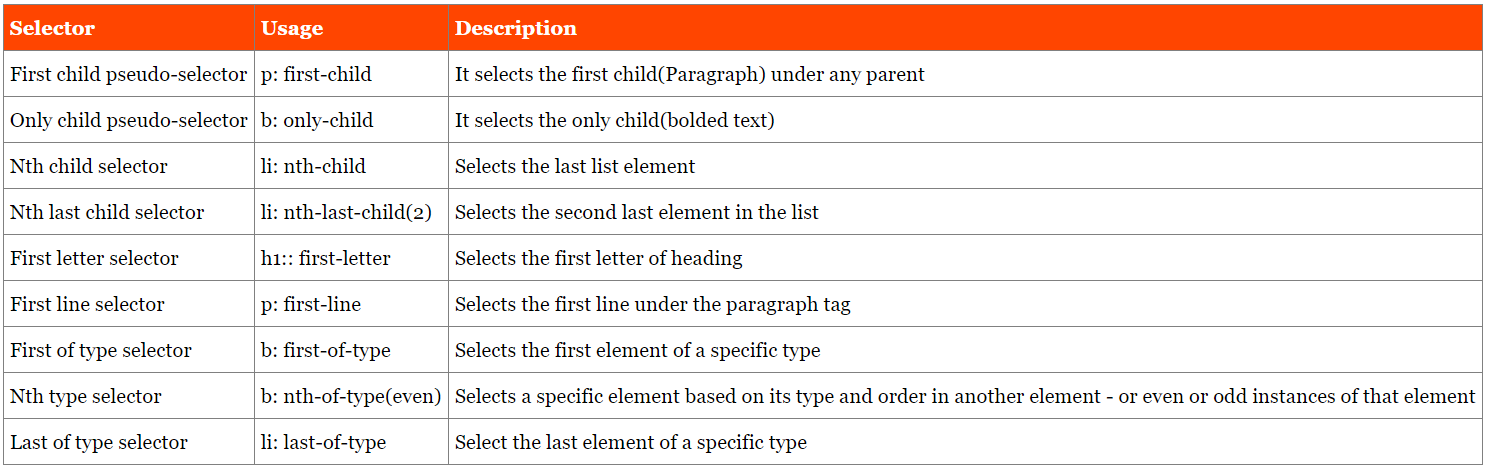 Selector Usage Description
First child pseudo-selector p: first-child It selects the first child(Paragraph) under any parent
Only child pseudo-selector b: only-child It selects the only child(bolded text)
Nth child selector li: nth-child Selects the last list element
Nth last child selector li: nth-last-child(2) Selects the second last element in the list
First letter selector h1:: first-letter Selects the first letter of heading
First line selector p: first-line Selects the first line under the paragraph tag
First of type selector b: first-of-type Selects the first element of a specific type
Nth type selector b: nth-of-type(even) Selects a specific element based on its type and order in another element - or even or odd instances of that element
Last of type selector li: last-of-type Select the last element of a specific type